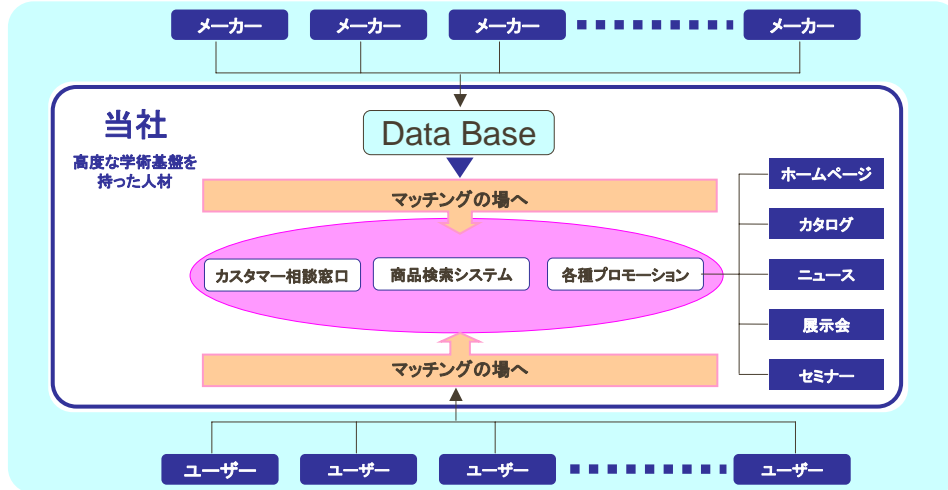 メーカー
メーカー
メーカー
メーカー
当社
高度な学術基盤を
持った人材
Data Base
マッチングの場へ
カスタマー相談窓口
商品検索システム
各種プロモーション
ホームページ
カタログ
ニュース
展示会
セミナー
マッチングの場へ
ユーザー
ユーザー
ユーザー
ユーザー